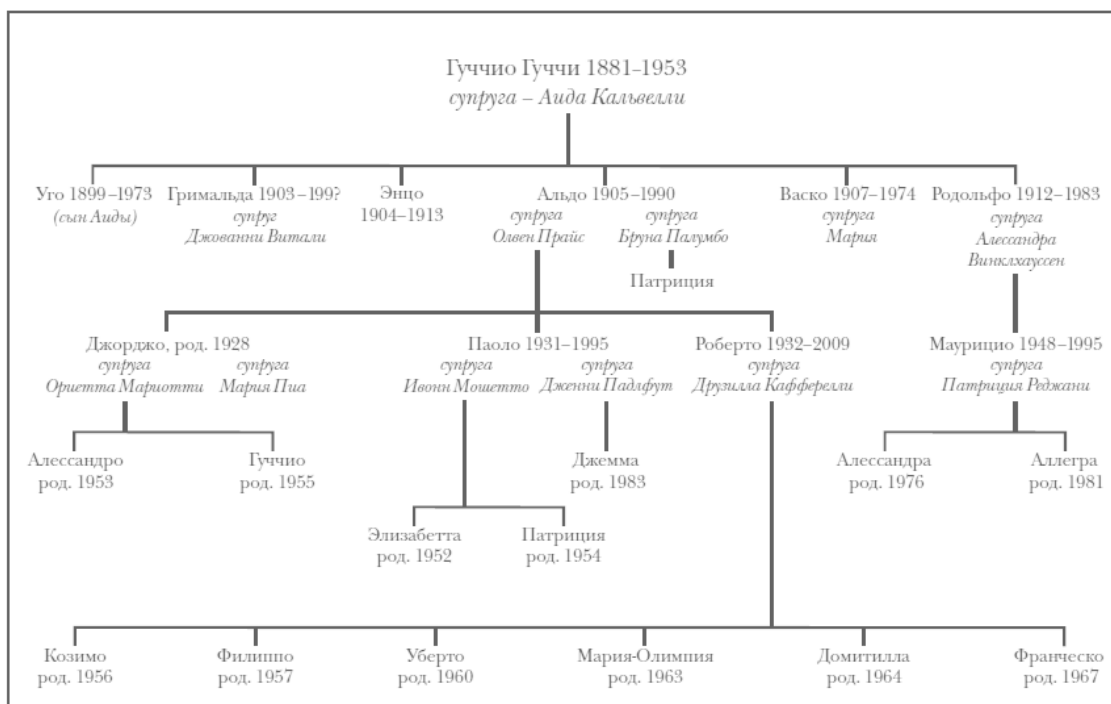 Гуччио Гуччи 1881–1953
супруга – Аида Кальвелли
Уго 1899–1973
(сын Аиды)
Гримальда 1903–199?
супруг
Джованни Витали
Энцо
1904–1913
Альдо 1905–1990
супруга
Олвен Прайс
супруга
Бруна Палумбо
Патриция
Васко 1907–1974
супруга
Мария
Родольфо 1912–1983
супруга
Алессандра
Винклхауссен
Джорджо, род. 1928
супруга
Ориетта Мариотти
супруга
Мария Пиа
Паоло 1931–1995
супруга
Ивонн Мошетто
супруга
Дженни Падлфут
Роберто 1932–2009
супруга
Друзилла Кафферелли
Маурицио 1948–1995
супруга
Патриция Реджани
Алессандро
род. 1953
Гуччио
род. 1955
Джемма
род. 1983
Алессандра
род. 1976
Аллегра
род. 1981
Элизабетта
род. 1952
Патриция
род. 1954
Козимо
род. 1956
Филиппо
род. 1957
Уберто
род. 1960
Мария-Олимпия
род. 1963
Домитилла
род. 1964
Франческо
род. 1967